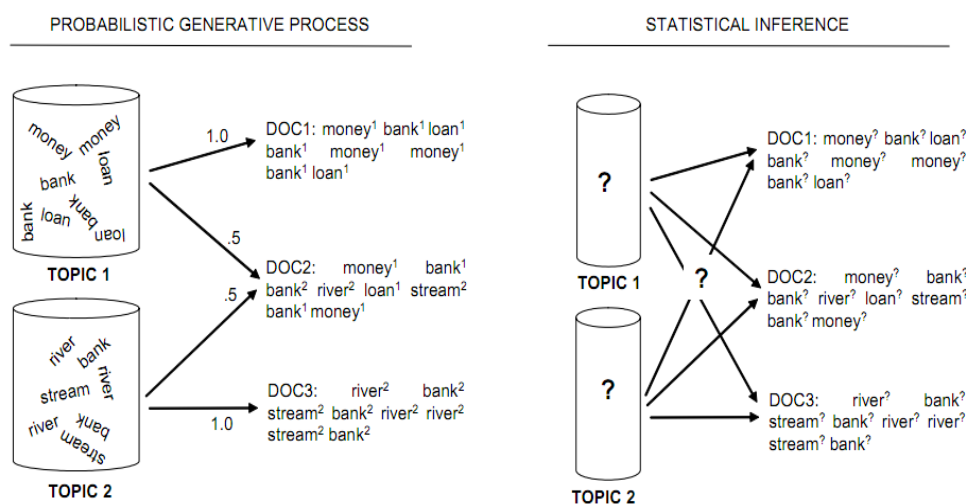 PROBABILISTIC GENERATIVE PROCESS
money
money
loan
bank
bank
loan
bank
loan
TOPIC 1
river
bank
river
stream
river
bank
stream
TOPIC 2
1.0
.5
.5
1.0
DOC1: money¹ bank¹ loan¹
bank¹ money¹ money¹
bank¹ loan¹
DOC2: money¹ bank¹
bank² river² loan¹ stream²
bank¹ money¹
DOC3: river² bank²
stream² bank² river² river²
stream² bank²
STATISTICAL INFERENCE
?
TOPIC 1
?
?
TOPIC 2
DOC1: money? bank? loan?
bank? money? money?
bank? loan?
DOC2: money? bank?
bank? river? loan? stream?
bank? money?
DOC3: river? bank?
stream? bank? river? river?
stream? bank?